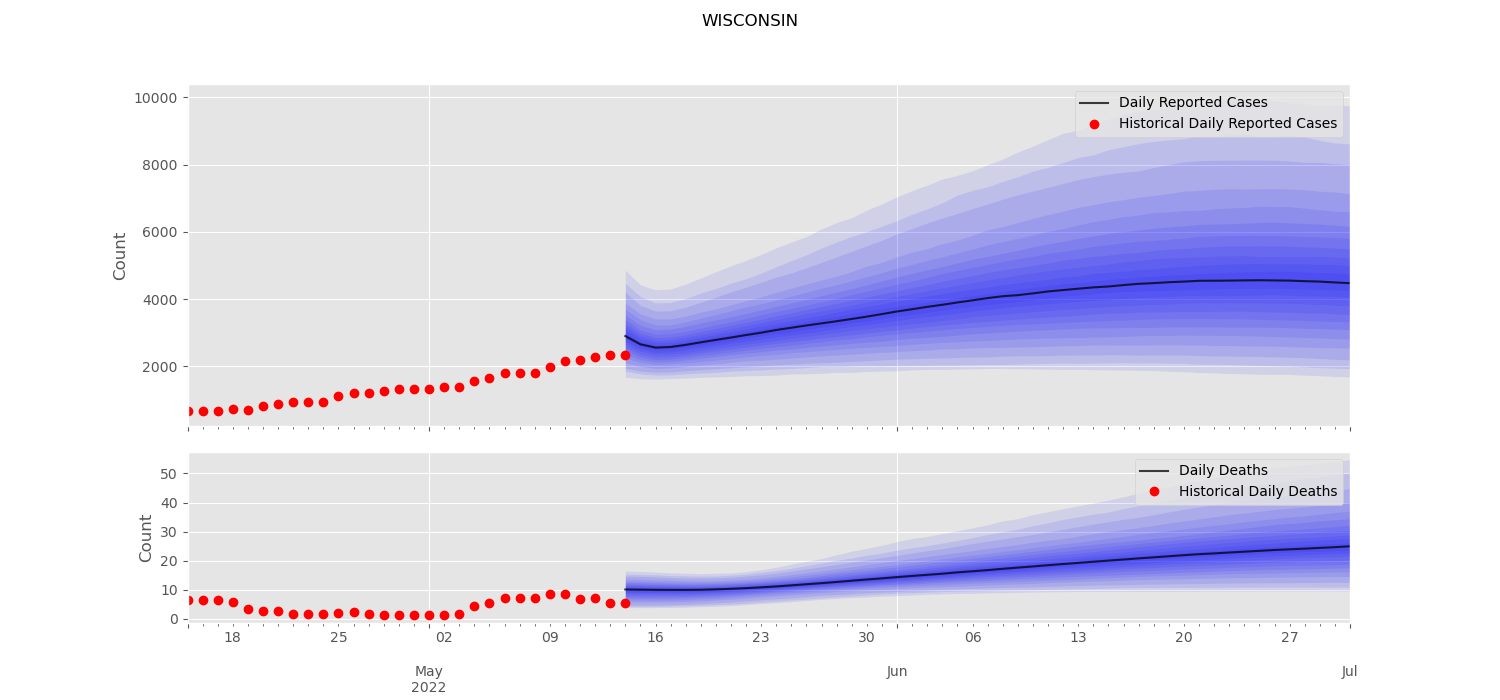 WISCONSIN
10000
8000
6000
4000
2000
Count
Daily Reported Cases
Historical Daily Reported Cases
50
40
30
20
10
0
Count
Daily Deaths
Historical Daily Deaths
18 25 02 09 16 23 30 06 13 20 27
May Jun Jul
2022